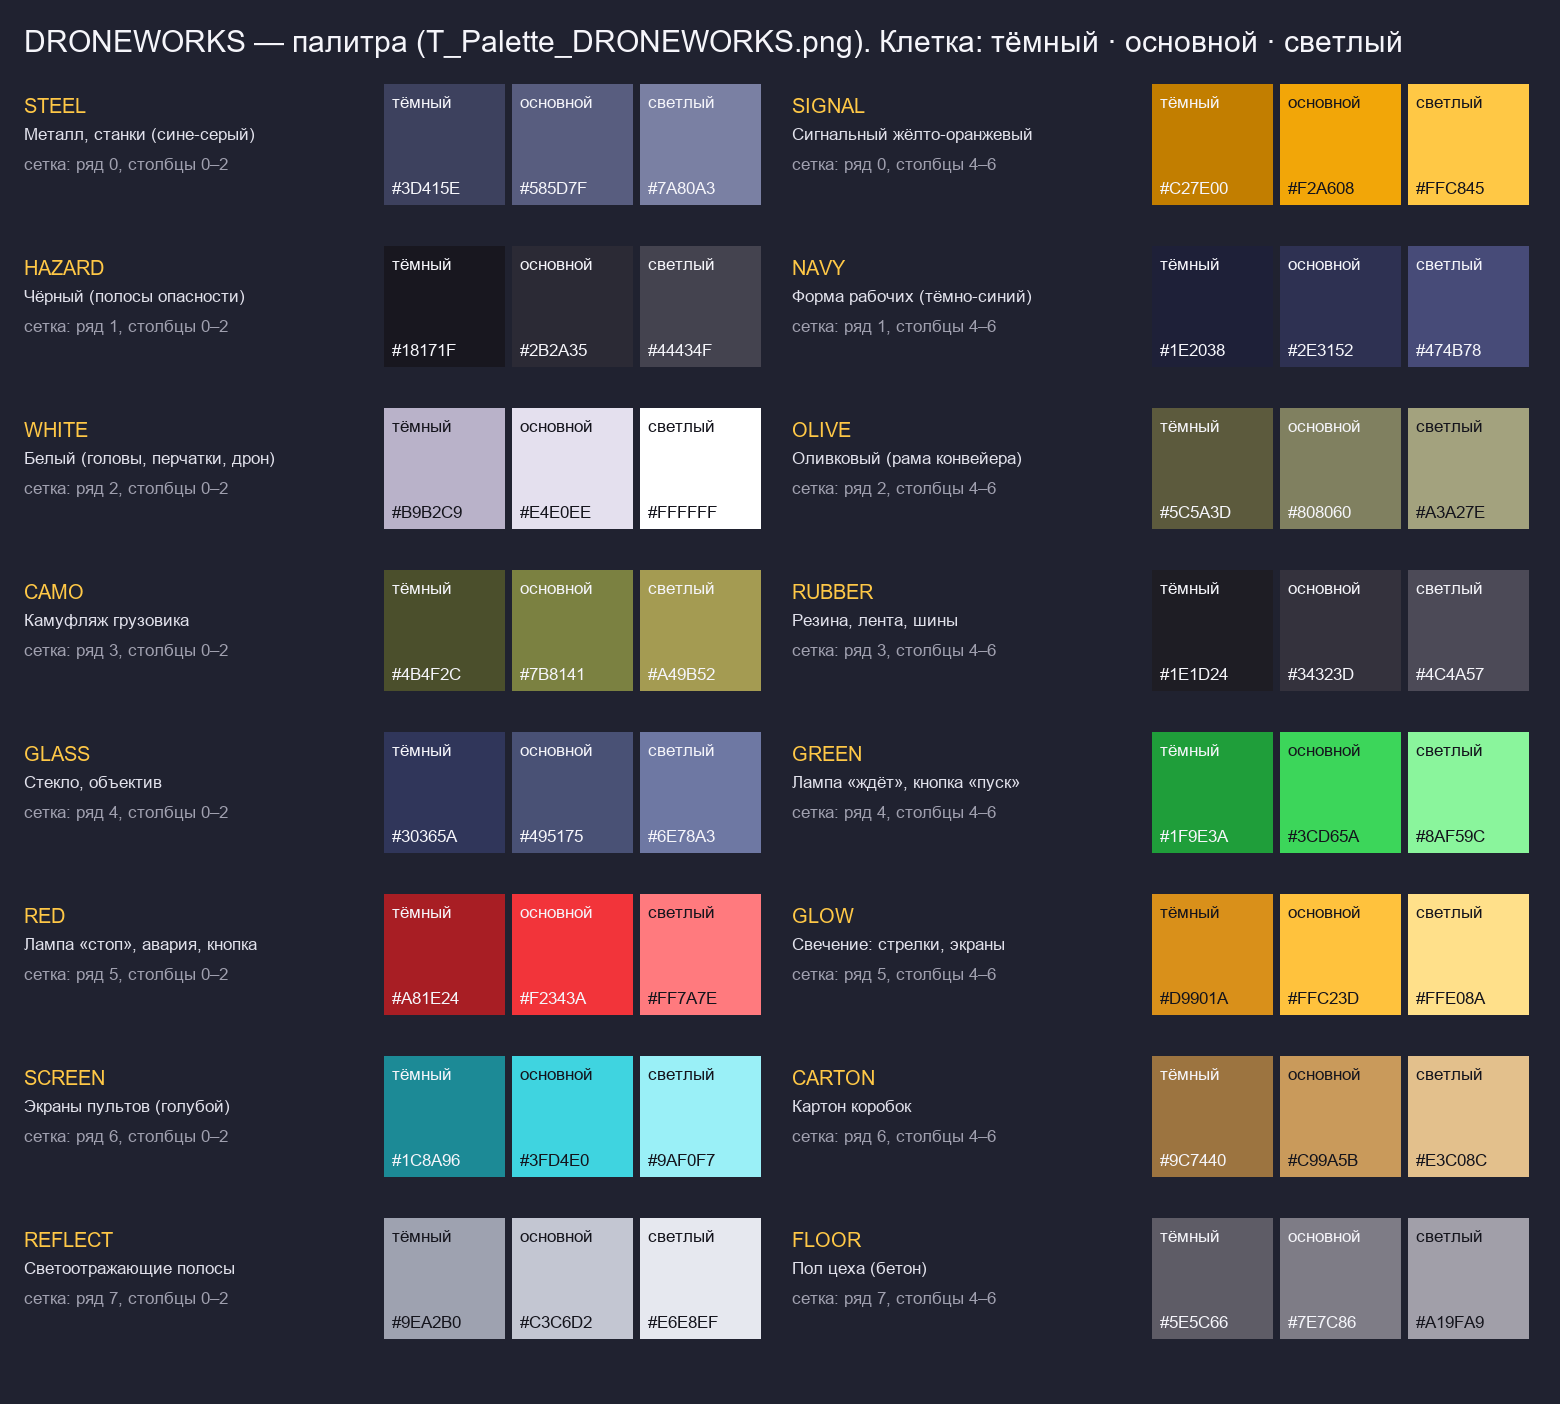 DRONEWORKS — палитра (T_Palette_DRONEWORKS.png). Клетка: тёмный · основной · светлый
STEEL
Металл, станки (сине-серый)
сетка: ряд 0, столбцы 0–2
тёмный основной светлый
#3D415E #585D7F #7A80A3
SIGNAL
Сигнальный жёлто-оранжевый
сетка: ряд 0, столбцы 4–6
тёмный основной светлый
#C27E00 #F2A608 #FFC845
HAZARD
Чёрный (полосы опасности)
сетка: ряд 1, столбцы 0–2
тёмный основной светлый
#18171F #2B2A35 #44434F
NAVY
Форма рабочих (тёмно-синий)
сетка: ряд 1, столбцы 4–6
тёмный основной светлый
#1E2038 #2E3152 #474B78
WHITE
Белый (головы, перчатки, дрон)
сетка: ряд 2, столбцы 0–2
тёмный основной светлый
#B9B2C9 #E4E0EE #FFFFFF
OLIVE
Оливковый (рама конвейера)
сетка: ряд 2, столбцы 4–6
тёмный основной светлый
#5C5A3D #808060 #A3A27E
CAMO
Камуфляж грузовика
сетка: ряд 3, столбцы 0–2
тёмный основной светлый
#4B4F2C #7B8141 #A49B52
RUBBER
Резина, лента, шины
сетка: ряд 3, столбцы 4–6
тёмный основной светлый
#1E1D24 #34323D #4C4A57
GLASS
Стекло, объектив
сетка: ряд 4, столбцы 0–2
тёмный основной светлый
#30365A #495175 #6E78A3
GREEN
Лампа «ждёт», кнопка «пуск»
сетка: ряд 4, столбцы 4–6
тёмный основной светлый
#1F9E3A #3CD65A #8AF59C
RED
Лампа «стоп», авария, кнопка
сетка: ряд 5, столбцы 0–2
тёмный основной светлый
#A81E24 #F2343A #FF7A7E
GLOW
Свечение: стрелки, экраны
сетка: ряд 5, столбцы 4–6
тёмный основной светлый
#D9901A #FFC23D #FFE08A
SCREEN
Экраны пультов (голубой)
сетка: ряд 6, столбцы 0–2
тёмный основной светлый
#1C8A96 #3FD4E0 #9AF0F7
CARTON
Картон коробок
сетка: ряд 6, столбцы 4–6
тёмный основной светлый
#9C7440 #C99A5B #E3C08C
REFLECT
Светоотражающие полосы
сетка: ряд 7, столбцы 0–2
тёмный основной светлый
#9EA2B0 #C3C6D2 #E6E8EF
FLOOR
Пол цеха (бетон)
сетка: ряд 7, столбцы 4–6
тёмный основной светлый
#5E5C66 #7E7C86 #A19FA9